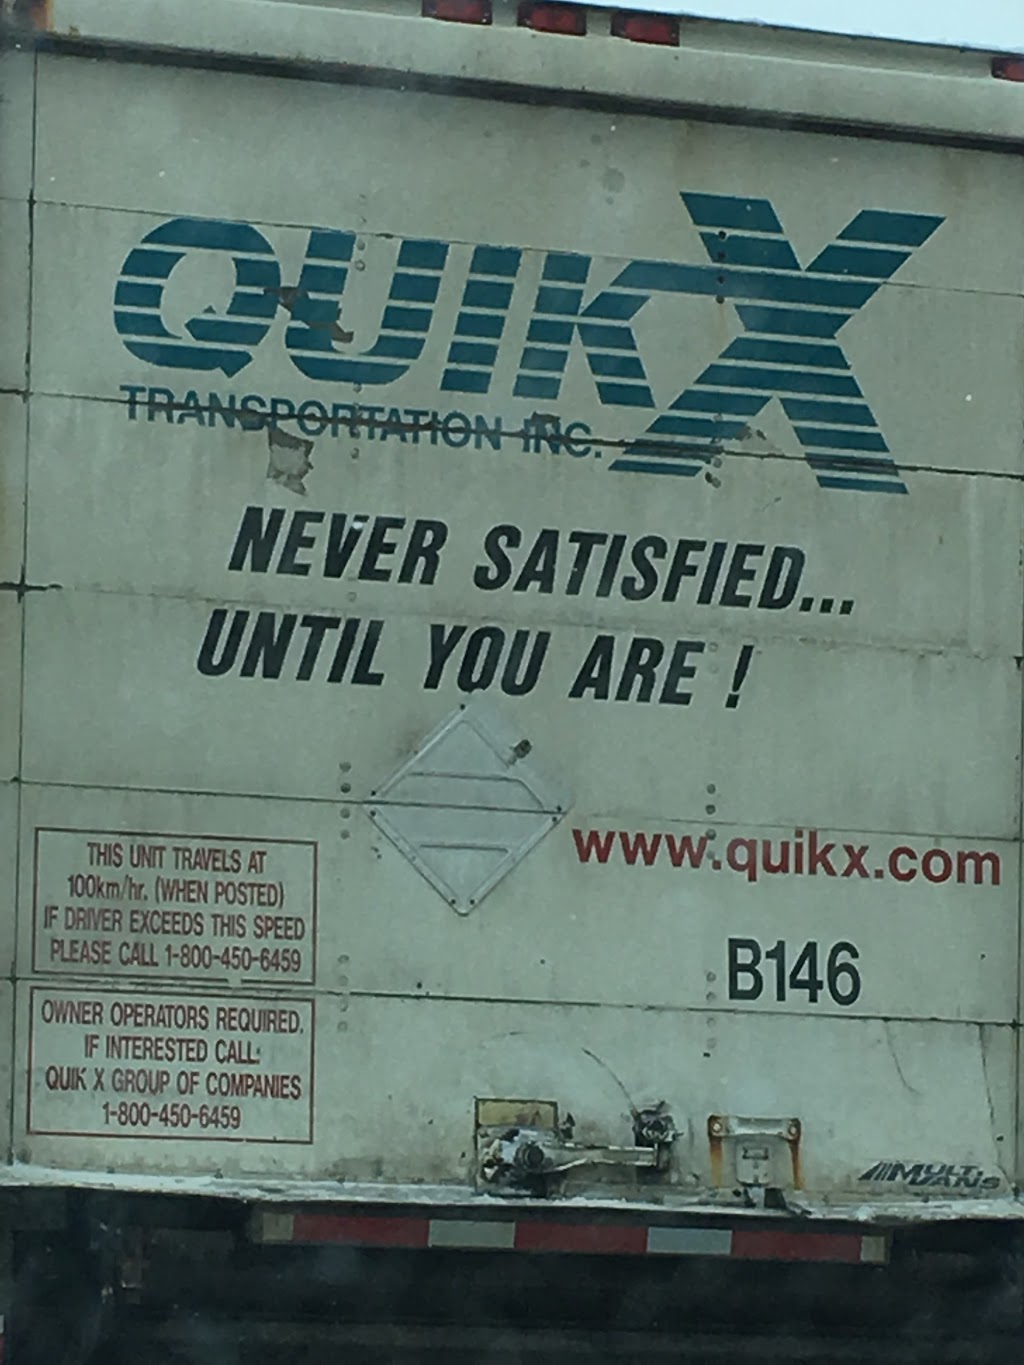 QUIKX
TRANSPORTATION INC.
NEVER SATISFIED...
UNTIL YOU ARE !
www.quikx.com
B146
THIS UNIT TRAVELS AT
100km/hr. (WHEN POSTED)
IF DRIVER EXCEEDS THIS SPEED
PLEASE CALL 1-800-450-6459
OWNER OPERATORS REQUIRED.
IF INTERESTED CALL:
QUIK X GROUP OF COMPANIES
1-800-450-6459
MULTI-
VANS